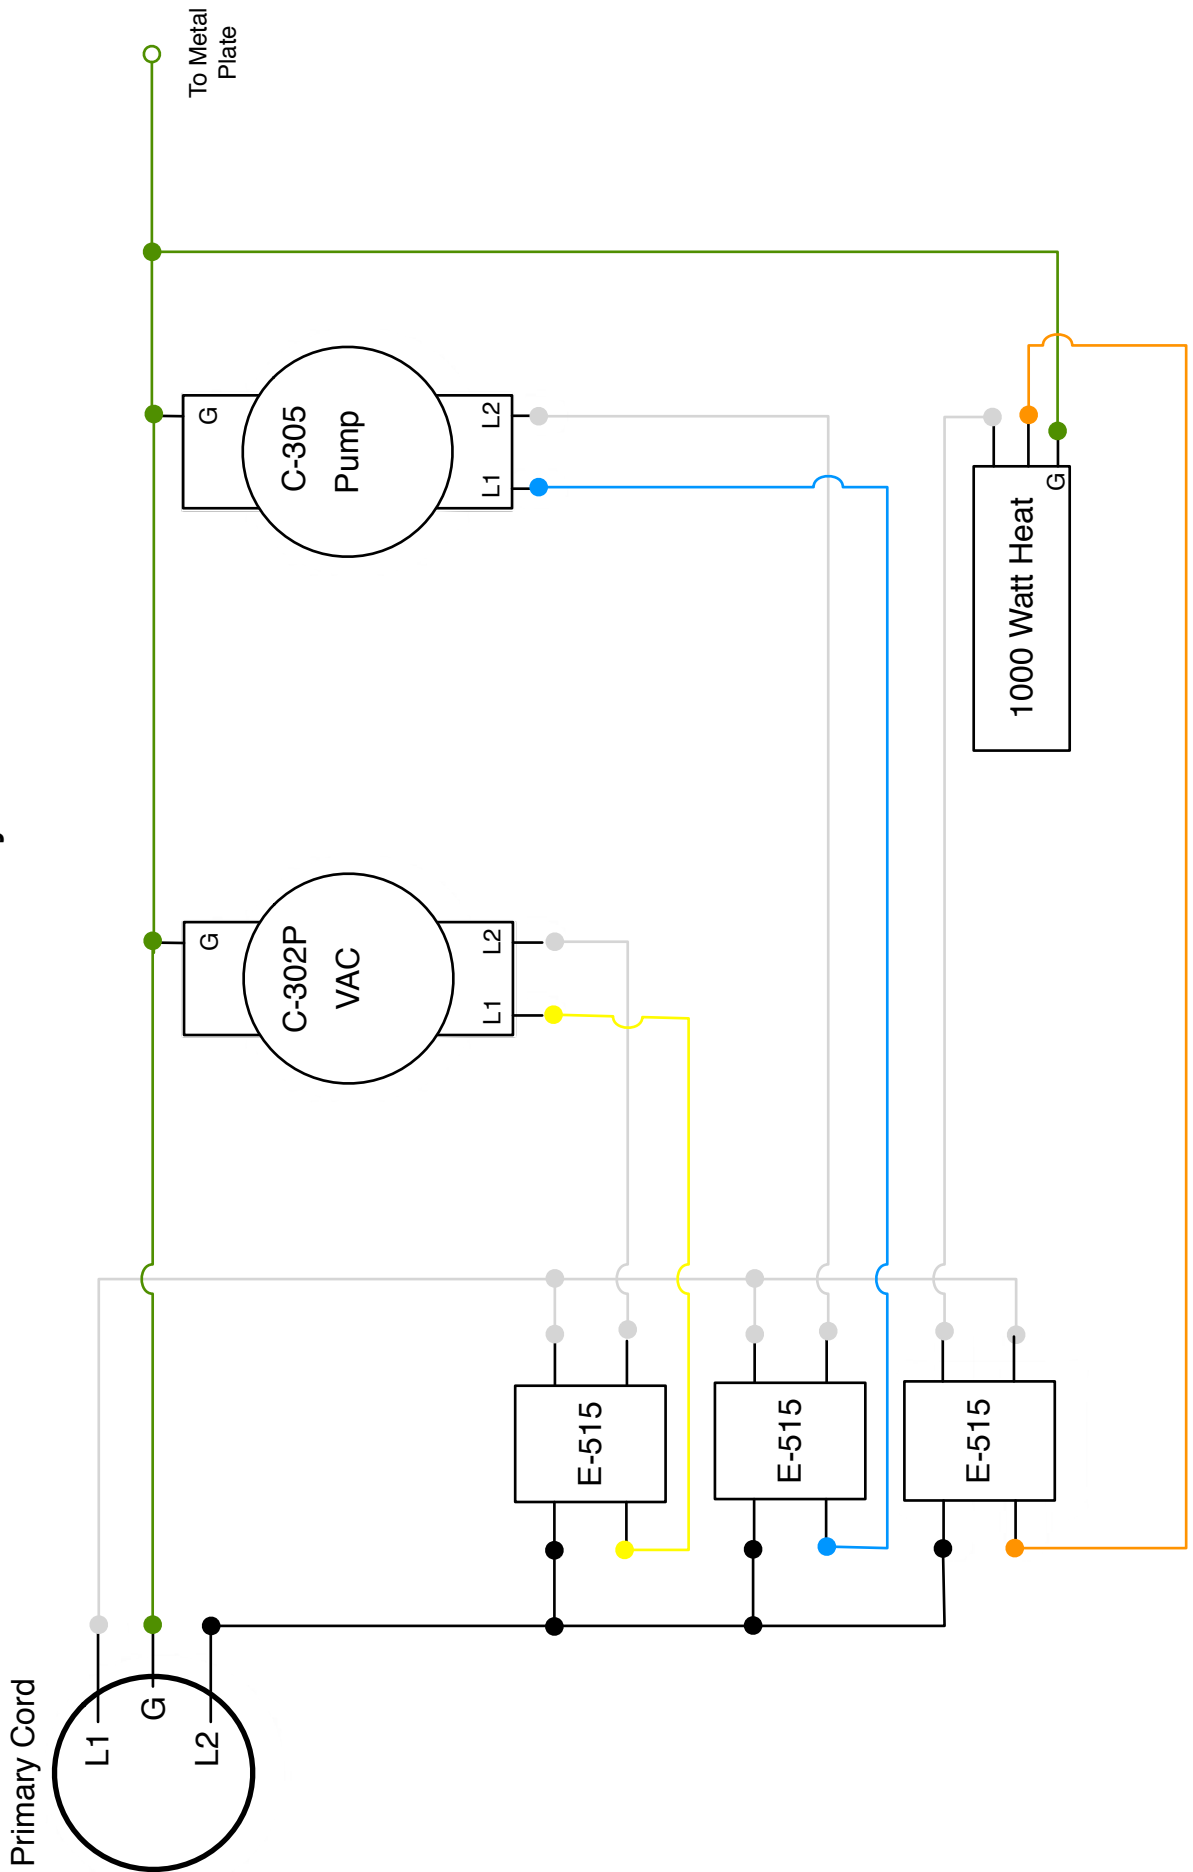 Primary Cord
L1
G
L2
G
C-302P
VAC
L1
L2
G
C-305
Pump
L1
L2
To Metal
Plate
E-515
E-515
E-515
1000 Watt Heat
G